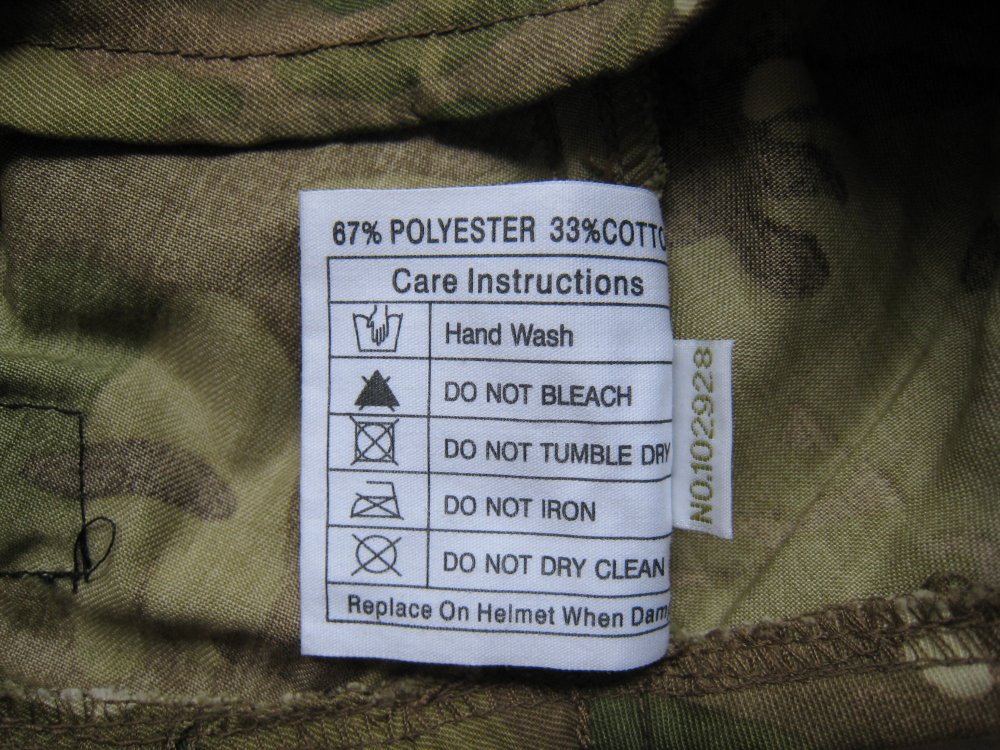 67% POLYESTER 33%COTTO
Care Instructions
Hand Wash
DO NOT BLEACH
DO NOT TUMBLE DRY
DO NOT IRON
DO NOT DRY CLEAN
Replace On Helmet When Dam
NO.102928